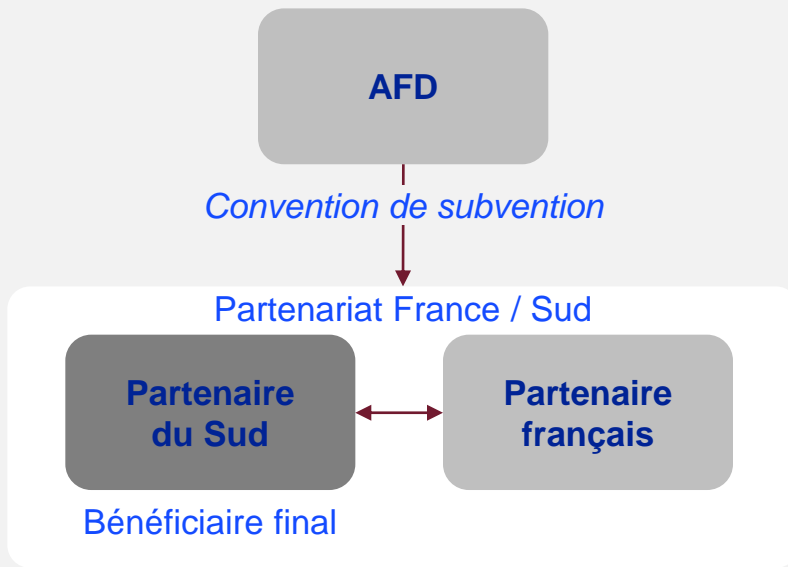 AFD
Convention de subvention
Partenariat France / Sud
Partenaire
du Sud
Partenaire
français
Bénéficiaire final